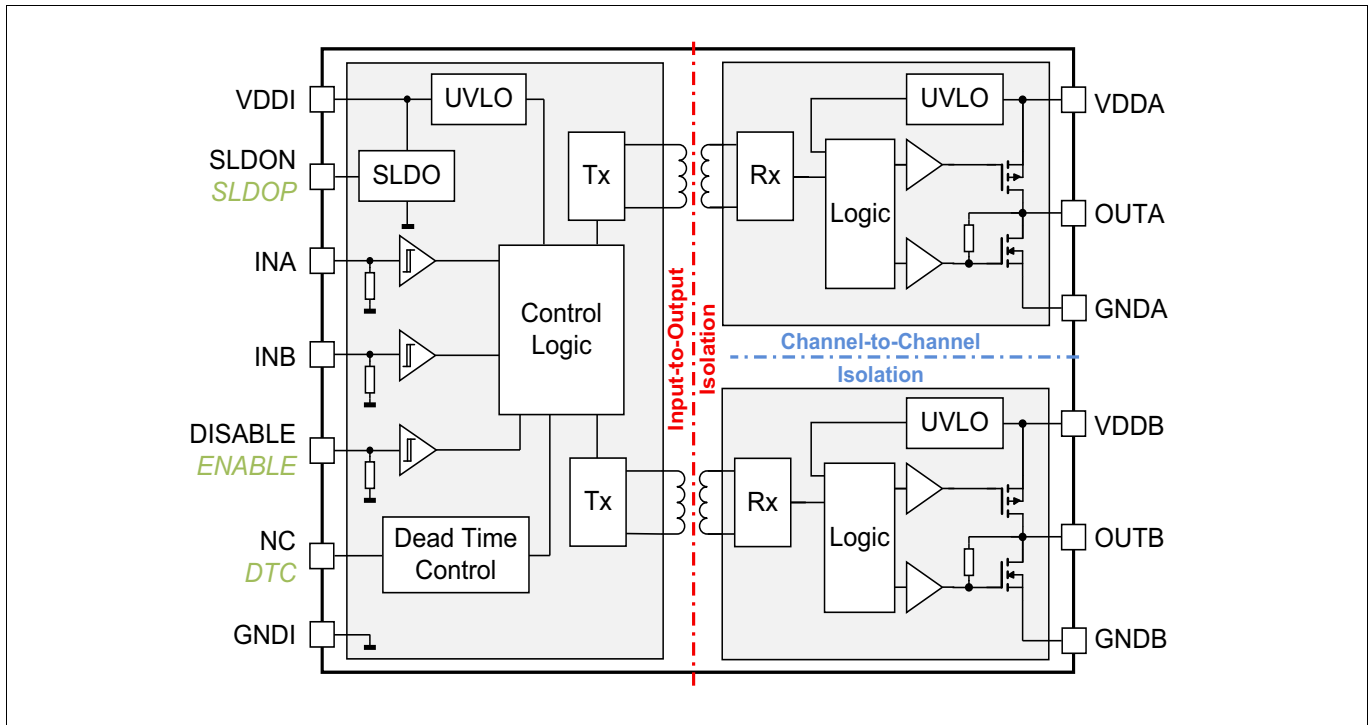 VDDI
SLDON
SLDOP
INA
INB
DISABLE
ENABLE
NC
DTC
GNDI
UVLO
SLDO
Tx
Control
Logic
Tx
Dead Time
Control
Input-to-Output
Isolation
UVLO
Rx
Logic
VDDA
OUTA
GNDA
Channel-to-Channel
Isolation
UVLO
Rx
Logic
VDDB
OUTB
GNDB